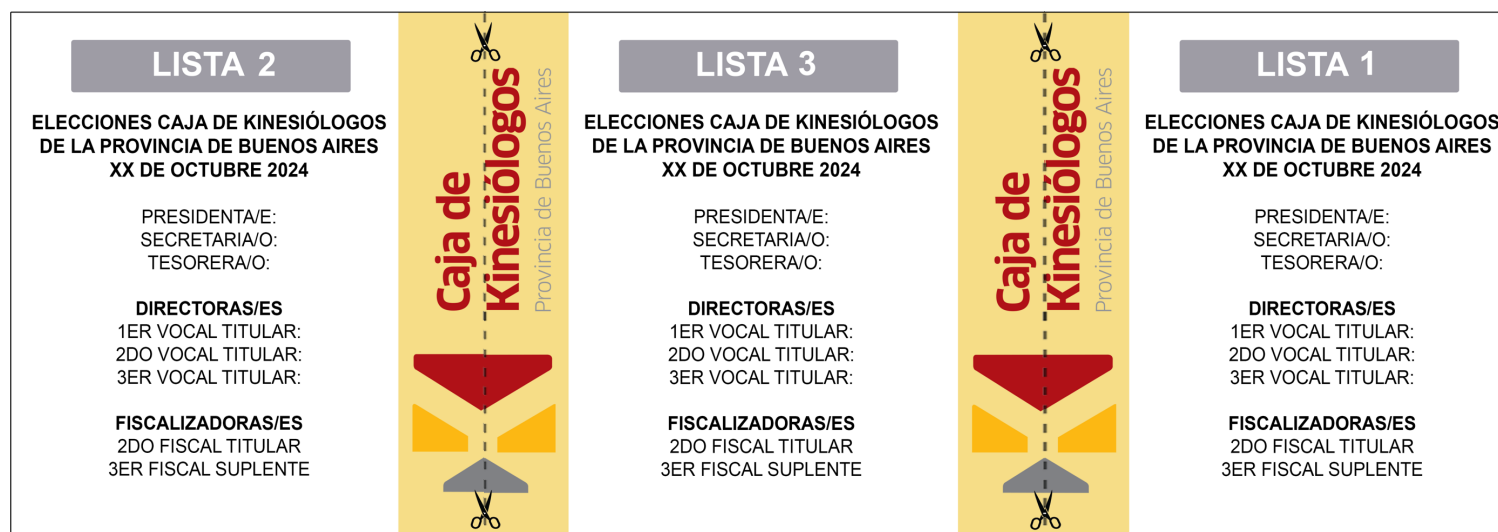 LISTA 2
ELECCIONES CAJA DE KINESIÓLOGOS
DE LA PROVINCIA DE BUENOS AIRES
XX DE OCTUBRE 2024
PRESIDENTA/E:
SECRETARIA/O:
TESORERA/O:
DIRECTORAS/ES
1ER VOCAL TITULAR:
2DO VOCAL TITULAR:
3ER VOCAL TITULAR:
FISCALIZADORAS/ES
2DO FISCAL TITULAR
3ER FISCAL SUPLENTE
Caja de
Kinesiólogos
Provincia de Buenos Aires
LISTA 3
ELECCIONES CAJA DE KINESIÓLOGOS
DE LA PROVINCIA DE BUENOS AIRES
XX DE OCTUBRE 2024
PRESIDENTA/E:
SECRETARIA/O:
TESORERA/O:
DIRECTORAS/ES
1ER VOCAL TITULAR:
2DO VOCAL TITULAR:
3ER VOCAL TITULAR:
FISCALIZADORAS/ES
2DO FISCAL TITULAR
3ER FISCAL SUPLENTE
Caja de
Kinesiólogos
Provincia de Buenos Aires
LISTA 1
ELECCIONES CAJA DE KINESIÓLOGOS
DE LA PROVINCIA DE BUENOS AIRES
XX DE OCTUBRE 2024
PRESIDENTA/E:
SECRETARIA/O:
TESORERA/O:
DIRECTORAS/ES
1ER VOCAL TITULAR:
2DO VOCAL TITULAR:
3ER VOCAL TITULAR:
FISCALIZADORAS/ES
2DO FISCAL TITULAR
3ER FISCAL SUPLENTE